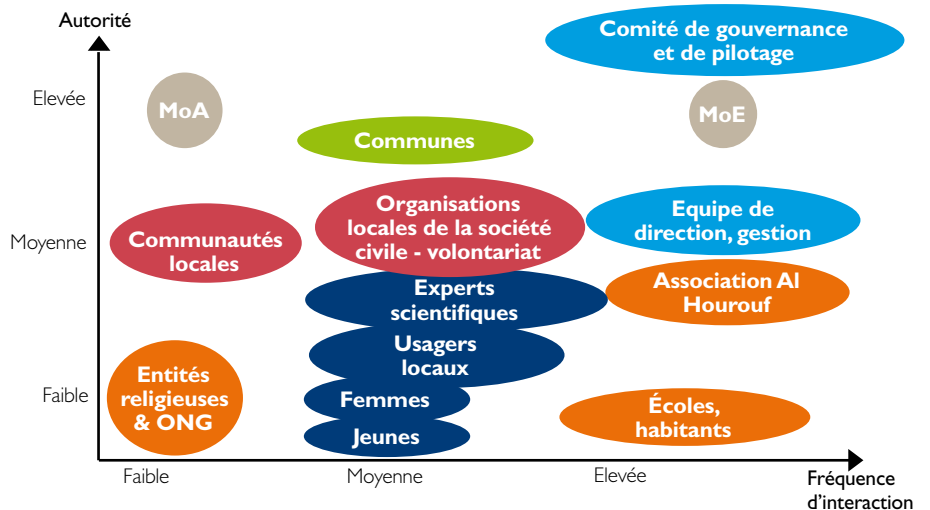 Autorité
Comité de gouvernance
et de pilotage
Elevée
MoA
MoE
Communes
Organisations
locales de la société
civile - volontariat
Equipe de
direction, gestion
Moyenne
Communautés
locales
Experts
scientifiques
Association Al
Hourouf
Usagers
locaux
Faible
Entités
religieuses
& ONG
Femmes
Jeunes
Écoles,
habitants
Faible
Moyenne
Elevée
Fréquence
d’interaction